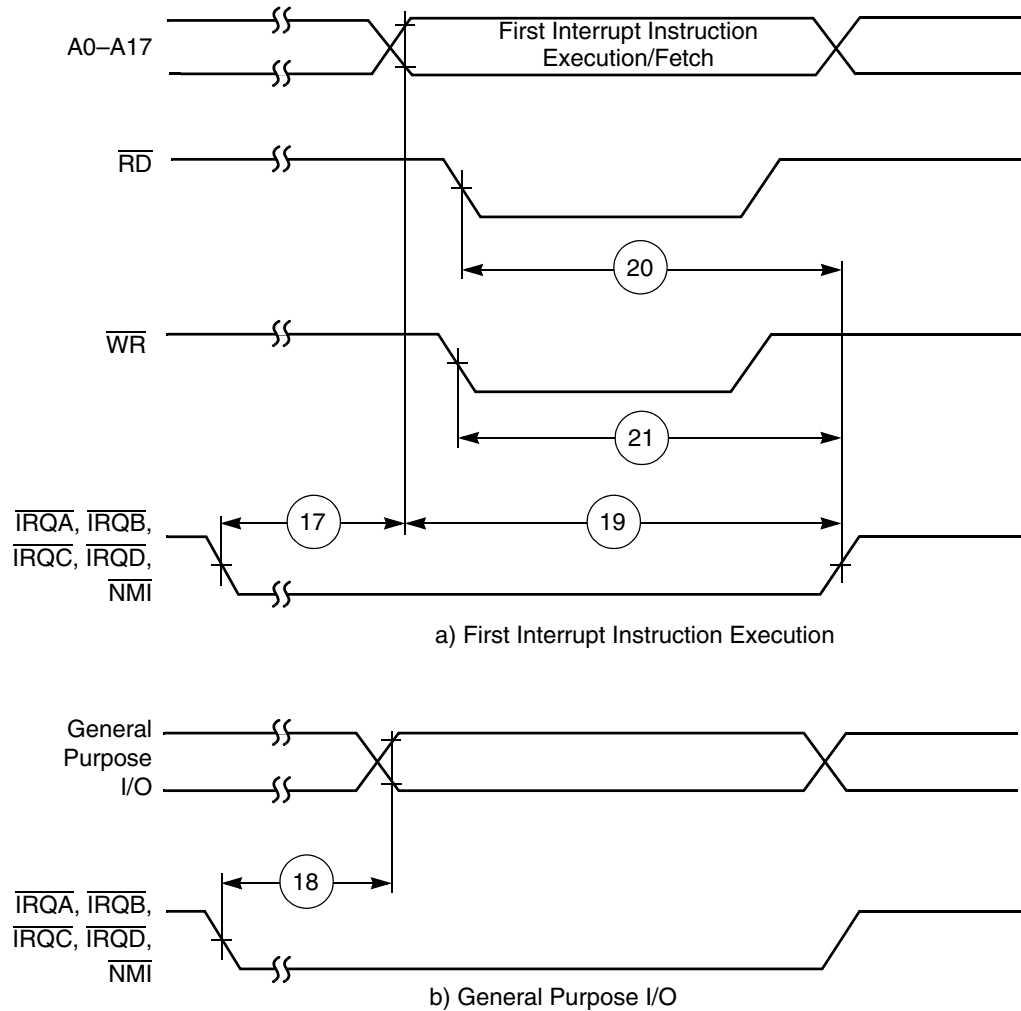 A0–A17
First Interrupt Instruction
Execution/Fetch
RD
20
WR
21
IRQA, IRQB,
IRQC, IRQD,
NMI
17
19
a) First Interrupt Instruction Execution
General
Purpose
I/O
18
IRQA, IRQB,
IRQC, IRQD,
NMI
b) General Purpose I/O